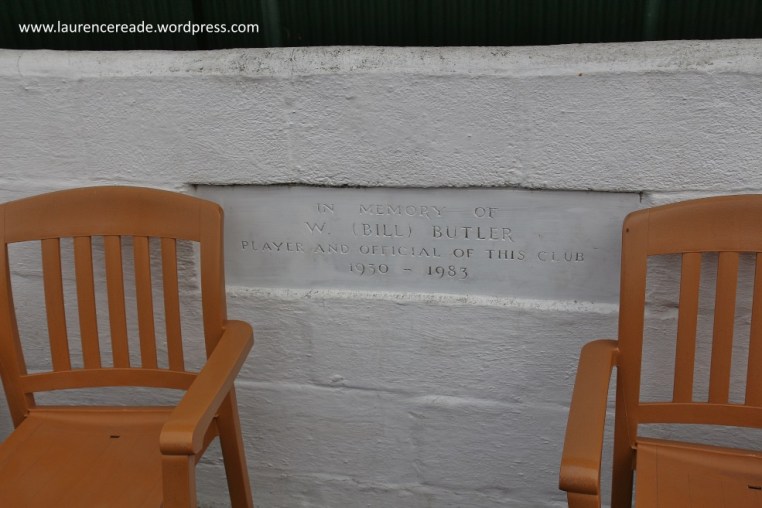 www.laurencereade.wordpress.com
IN MEMORY OF
W. (BILL) BUTLER
PLAYER AND OFFICIAL OF THIS CLUB
1950 - 1983